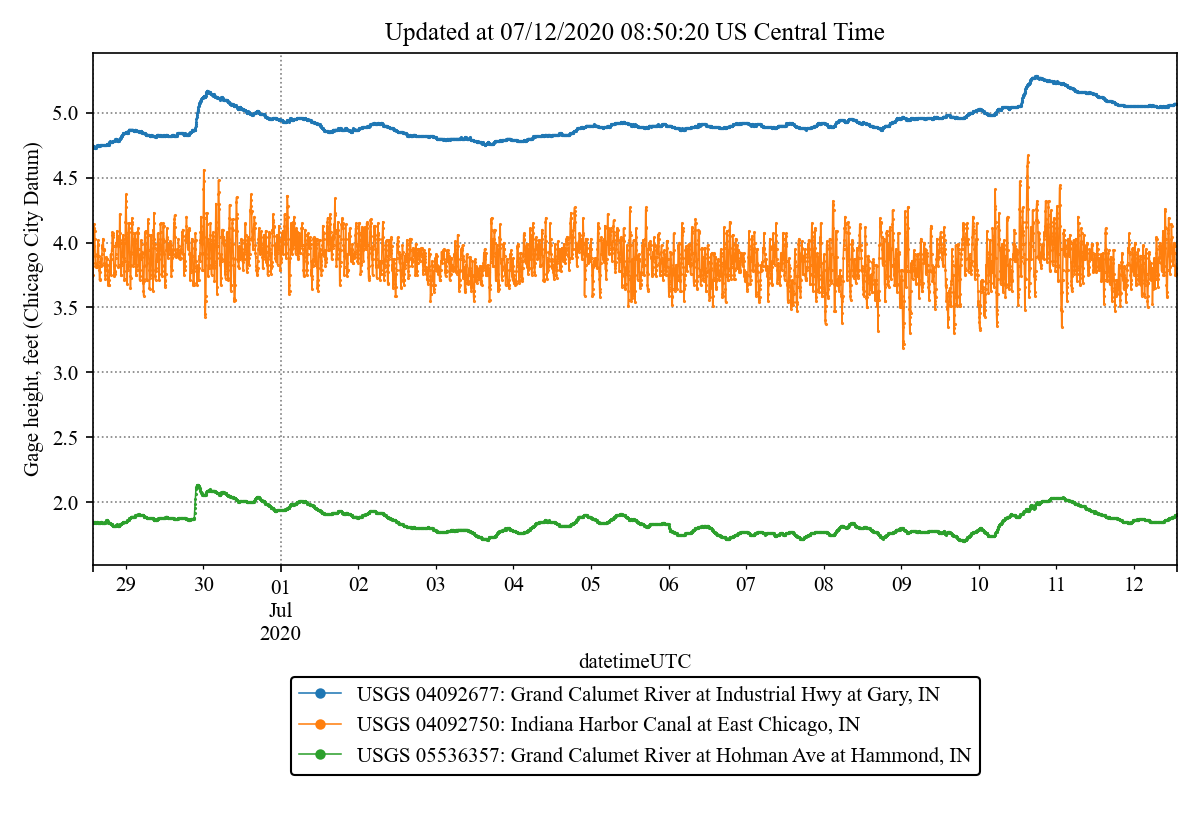 Updated at 07/12/2020 08:50:20 US Central Time
Gage height, feet (Chicago City Datum)
5.0
4.5
4.0
3.5
3.0
2.5
2.0
29 30 01 02 03 04 05 06 07 08 09 10 11 12
Jul
2020
datetimeUTC
USGS 04092677: Grand Calumet River at Industrial Hwy at Gary, IN
USGS 04092750: Indiana Harbor Canal at East Chicago, IN
USGS 05536357: Grand Calumet River at Hohman Ave at Hammond, IN